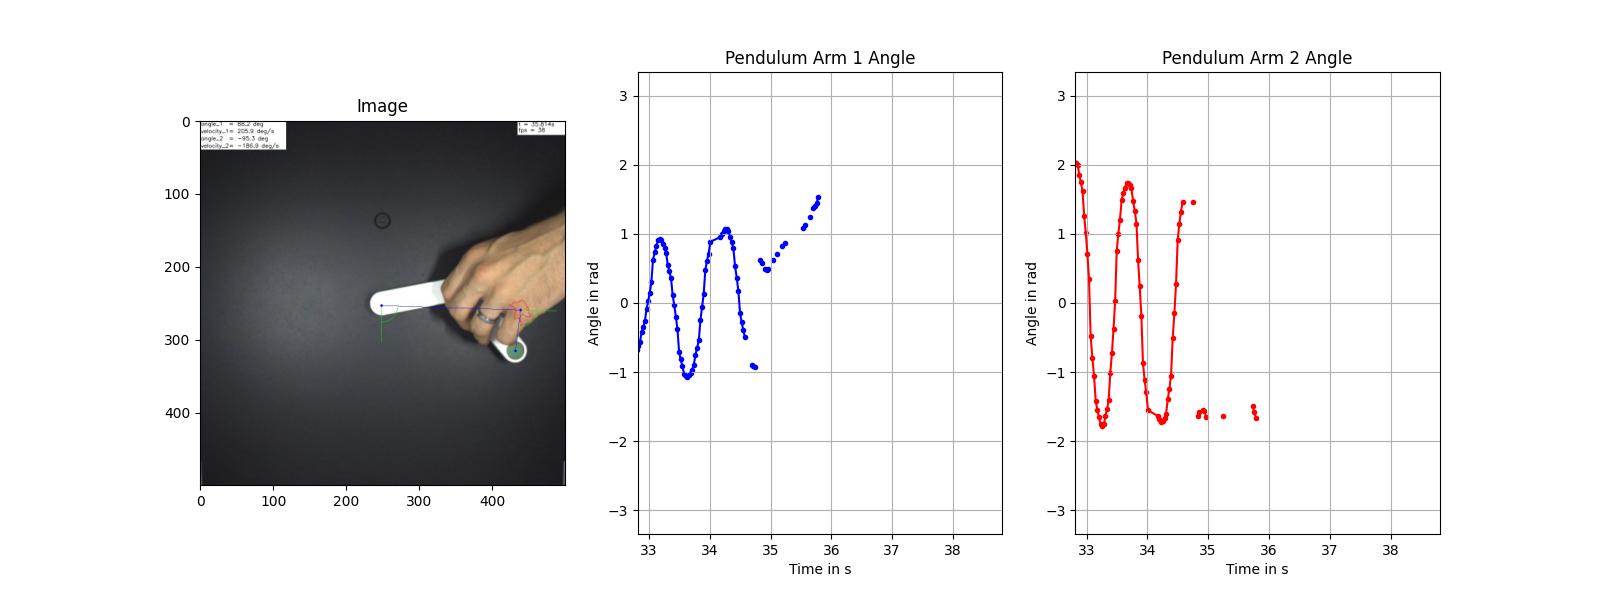 Image
angle_1 = 88.2 deg
velocity_1= 205.9 deg/s
angle_2 = -95.3 deg
velocity_2= -186.9 deg/s
t = 35.814s
fps = 38
0
100
200
300
400
0 100 200 300 400
Pendulum Arm 1 Angle
Angle in rad
3
2
1
0
−1
−2
−3
33 34 35 36 37 38
Time in s
Pendulum Arm 2 Angle
Angle in rad
3
2
1
0
−1
−2
−3
33 34 35 36 37 38
Time in s